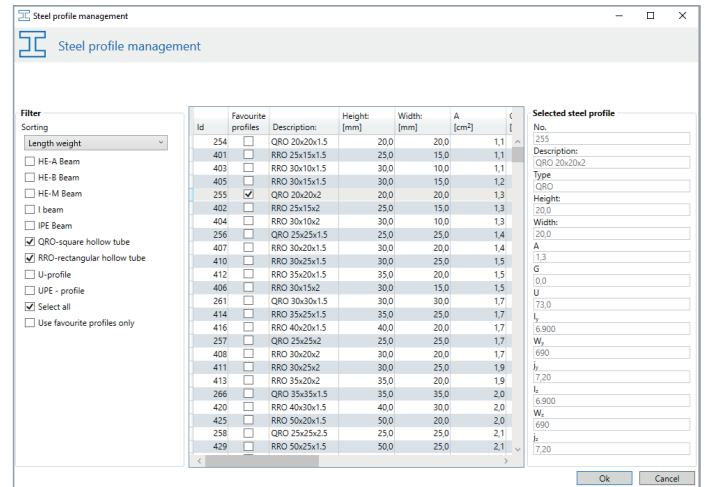 Steel profile management
Steel profile management
Filter
Sorting
Length weight
HE-A Beam
HE-B Beam
HE-M Beam
I beam
IPE Beam
QRO-square hollow tube
RRO-rectangular hollow tube
U-profile
UPE - profile
Select all
Use favourite profiles only
Id Favourite profiles Description: Height: [mm] Width: [mm] A [cm²]
254 QRO 20x20x1.5 20,0 20,0 1,1
401 RRO 25x15x1.5 25,0 15,0 1,1
403 RRO 30x10x1.5 30,0 10,0 1,1
405 RRO 30x15x1.5 30,0 15,0 1,2
255 QRO 20x20x2 20,0 20,0 1,3
402 RRO 25x15x2 25,0 15,0 1,3
404 RRO 30x10x2 30,0 10,0 1,3
256 QRO 25x25x1.5 25,0 25,0 1,4
407 RRO 30x20x1.5 30,0 20,0 1,4
410 RRO 30x25x1.5 30,0 25,0 1,5
412 RRO 35x20x1.5 35,0 20,0 1,5
406 RRO 30x15x2 30,0 15,0 1,5
261 QRO 30x30x1.5 30,0 30,0 1,7
414 RRO 35x25x1.5 35,0 25,0 1,7
416 RRO 40x20x1.5 40,0 20,0 1,7
257 QRO 25x25x2 25,0 25,0 1,7
408 RRO 30x20x2 30,0 20,0 1,7
411 RRO 30x25x2 30,0 25,0 1,9
413 RRO 35x20x2 35,0 20,0 1,9
266 QRO 35x35x1.5 35,0 35,0 2,0
420 RRO 40x30x1.5 40,0 30,0 2,0
425 RRO 50x20x1.5 50,0 20,0 2,0
258 QRO 25x25x2.5 25,0 25,0 2,1
429 RRO 50x25x1.5 50,0 25,0 2,1
Selected steel profile
No.
255
Description:
QRO 20x20x2
Type
QRO
Height:
20,0
Width:
20,0
A
1,3
G
0,0
U
73,0
Iy
6.900
Wy
690
jy
7,20
Iz
6.900
Wz
690
jz
7,20
Ok Cancel